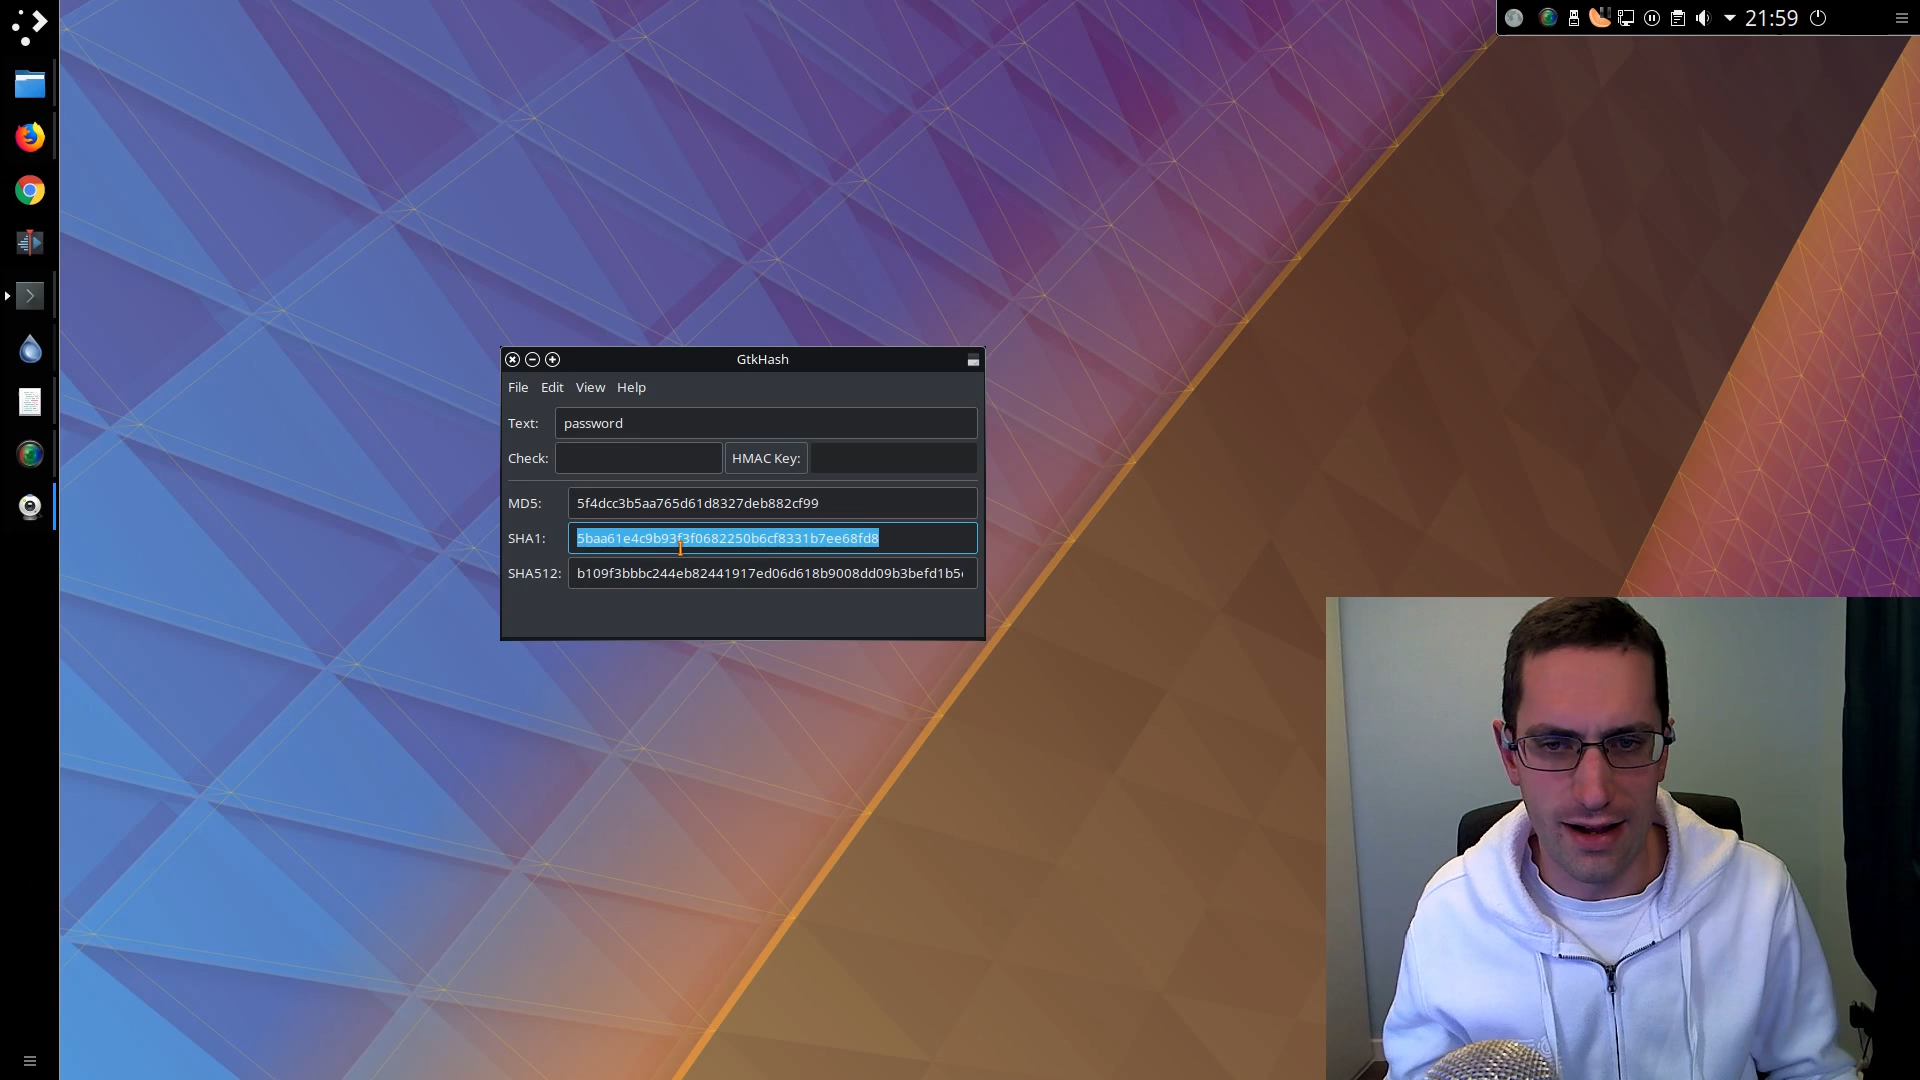 21:59
GtkHash
File Edit View Help
Text: password
Check: HMAC Key:
MD5: 5f4dcc3b5aa765d61d8327deb882cf99
SHA1: 5baa61e4c9b93f3f0682250b6cf8331b7ee68fd8
SHA512: b109f3bbbc244eb82441917ed06d618b9008dd09b3befd1b5